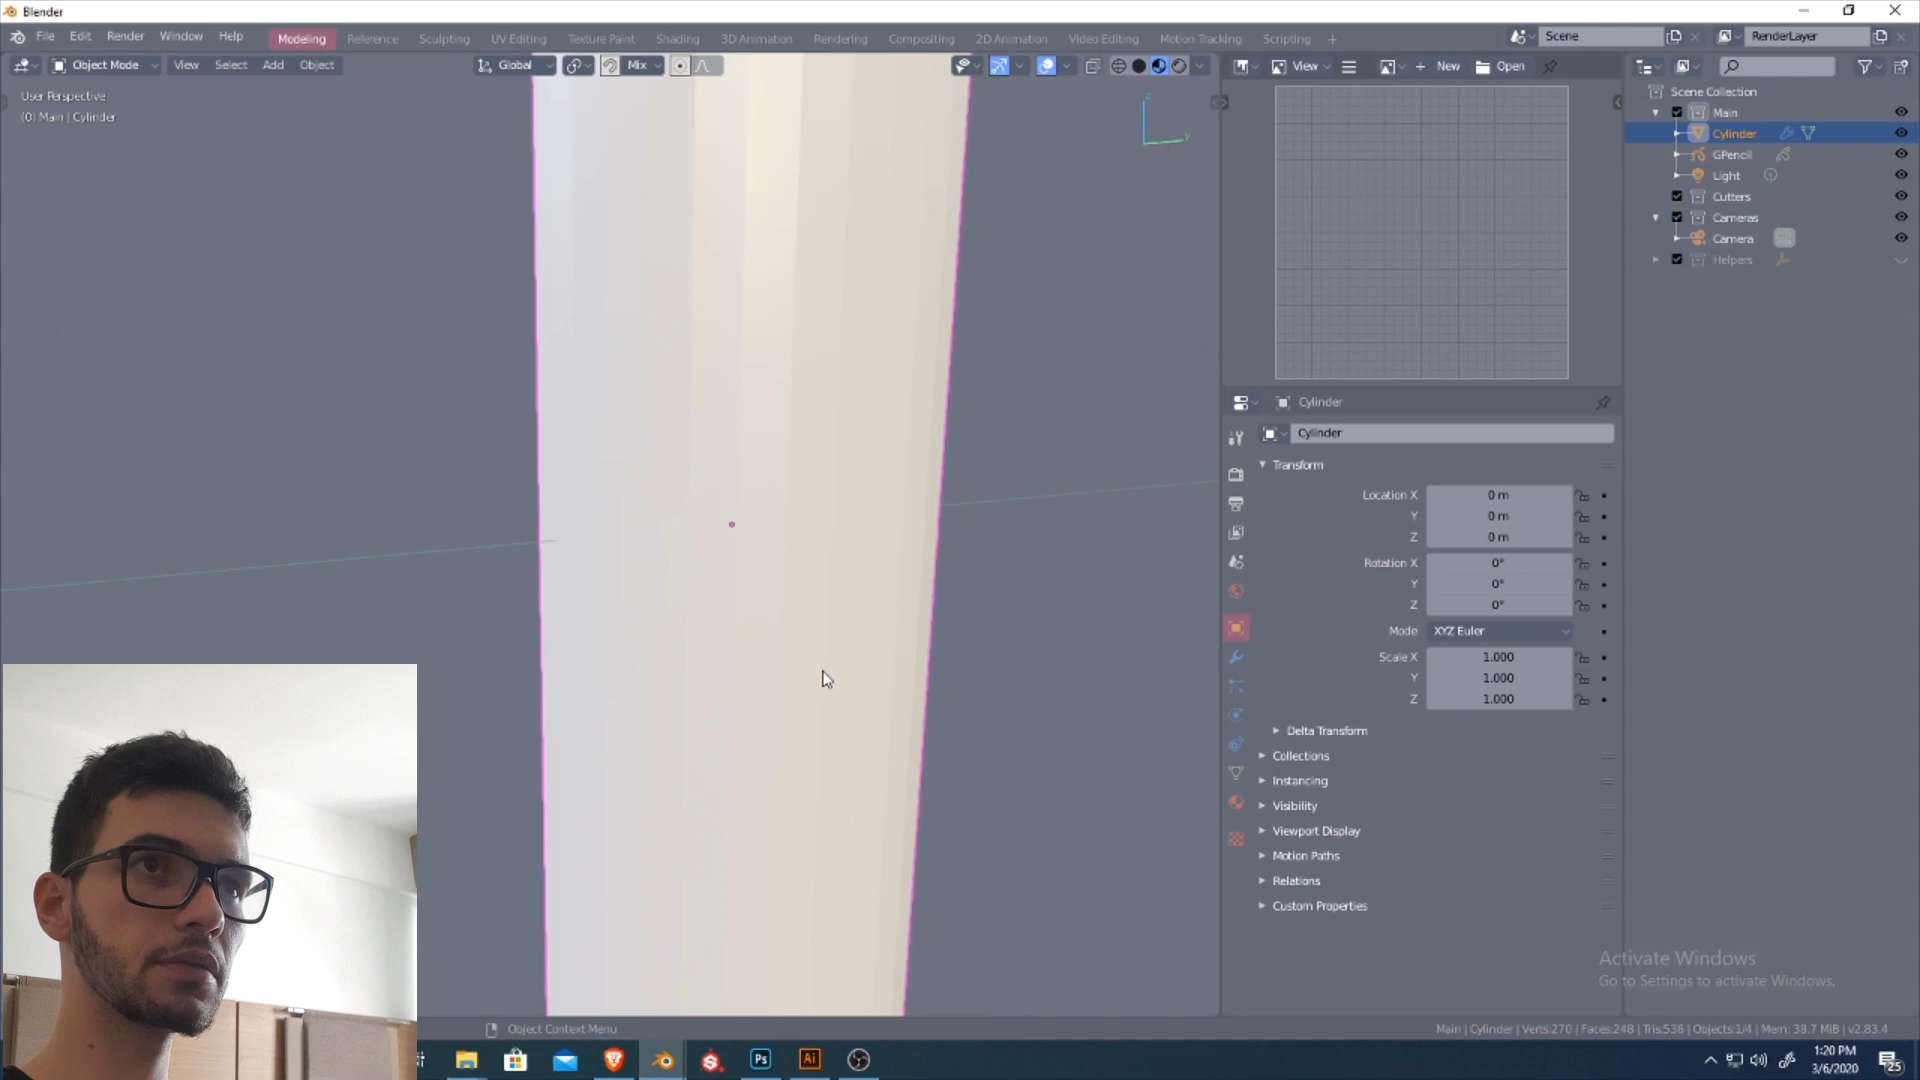 Blender
File Edit Render Window Help Modeling Reference Sculpting UV Editing Texture Paint Shading 3D Animation Rendering Compositing 2D Animation Video Editing Motion Tracking Scripting + Scene RenderLayer
Object Mode View Select Add Object Global Mix View New Open
User Perspective
(0) Main | Cylinder
Z
Y
Scene Collection
Main
Cylinder
GPencil
Light
Cutters
Cameras
Camera
Helpers
Cylinder
Cylinder
Transform
Location X 0 m
Y 0 m
Z 0 m
Rotation X 0°
Y 0°
Z 0°
Mode XYZ Euler
Scale X 1.000
Y 1.000
Z 1.000
Delta Transform
Collections
Instancing
Visibility
Viewport Display
Motion Paths
Relations
Custom Properties
Activate Windows
Go to Settings to activate Windows.
Object Context Menu
Main | Cylinder | Verts:270 | Faces:248 | Tris:536 | Objects:1/4 | Mem: 38.7 MiB | v2.83.4
Ps Ai
1:20 PM
3/6/2020
25